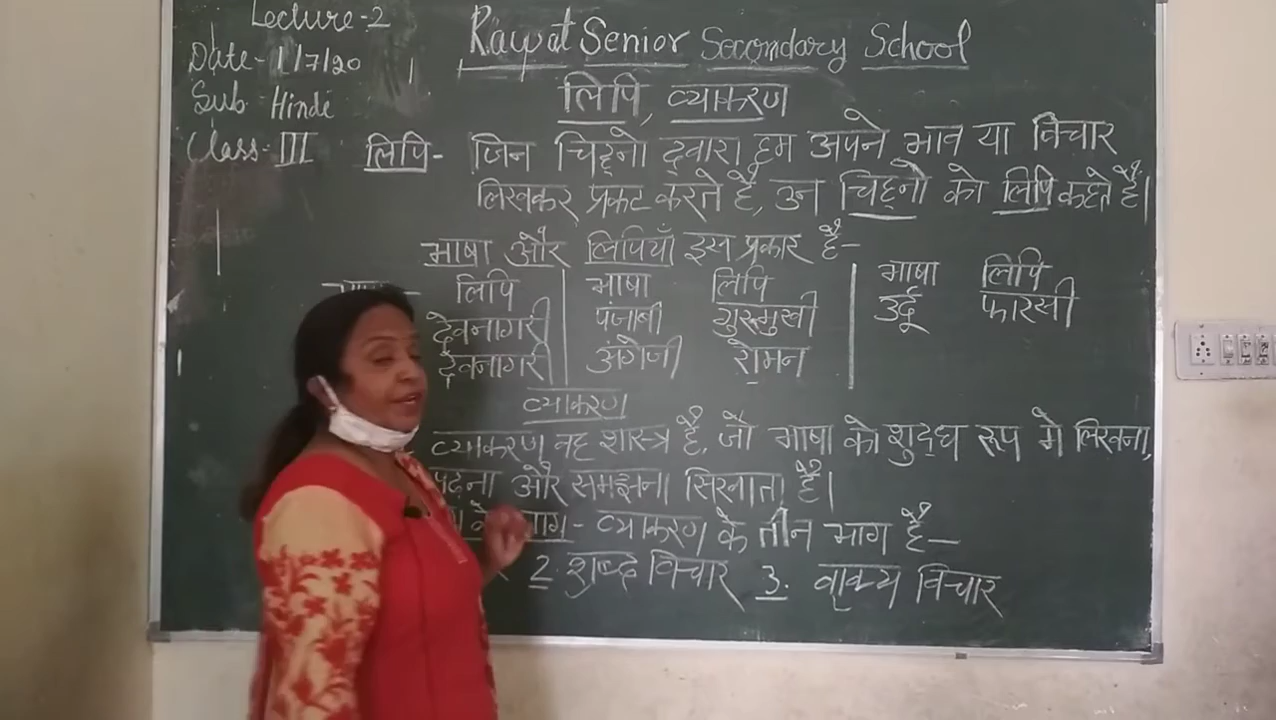 Lecture-2
Raypat Senior Secondary School
Date-1/7/20
लिपि, व्याकरण
Sub-Hindi
Class-III
लिपि- जिन चिह्नो द्वारा हम अपने भाव या विचार
लिखकर प्रकट करते है, उन चिह्नो को लिपि कहते है।
भाषा और लिपियाँ इस प्रकार है-
लिपि भाषा लिपि भाषा लिपि
देवनागरी पंजाबी गुरूमुखी उर्दू फारसी
देवनागरी अंग्रेजी रोमन
व्याकरण
व्याकरण वह शास्त्र है, जो भाषा को शुद्ध रूप मे लिखना,
पढ़ना और समझना सिखाता है।
भाग - व्याकरण के तीन भाग है-
2. शब्द विचार 3. वाक्य विचार